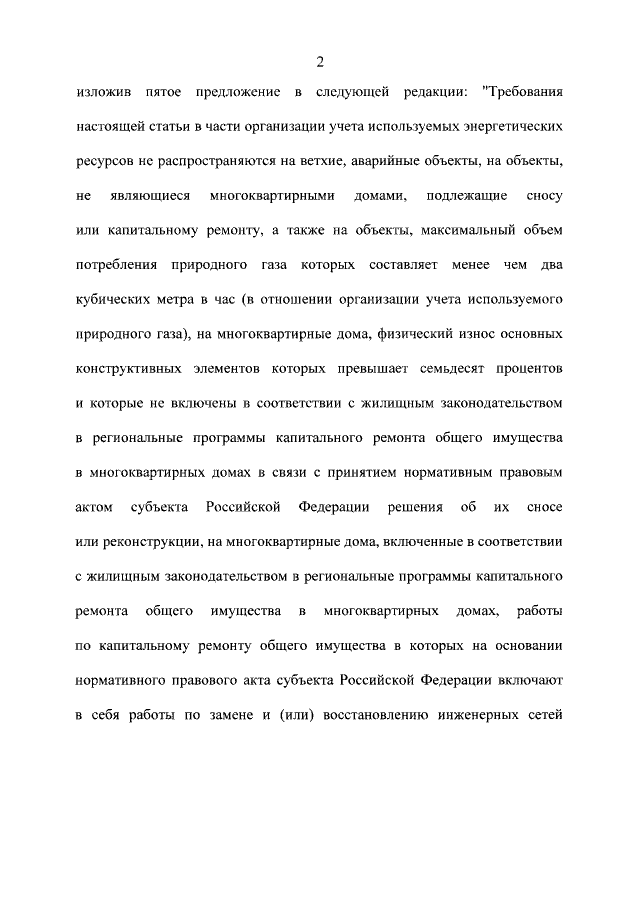 2
изложив пятое предложение в следующей редакции: "Требования
настоящей статьи в части организации учета используемых энергетических
ресурсов не распространяются на ветхие, аварийные объекты, на объекты,
не являющиеся многоквартирными домами, подлежащие сносу
или капитальному ремонту, а также на объекты, максимальный объем
потребления природного газа которых составляет менее чем два
кубических метра в час (в отношении организации учета используемого
природного газа), на многоквартирные дома, физический износ основных
конструктивных элементов которых превышает семьдесят процентов
и которые не включены в соответствии с жилищным законодательством
в региональные программы капитального ремонта общего имущества
в многоквартирных домах в связи с принятием нормативным правовым
актом субъекта Российской Федерации решения об их сносе
или реконструкции, на многоквартирные дома, включенные в соответствии
с жилищным законодательством в региональные программы капитального
ремонта общего имущества в многоквартирных домах, работы
по капитальному ремонту общего имущества в которых на основании
нормативного правового акта субъекта Российской Федерации включают
в себя работы по замене и (или) восстановлению инженерных сетей